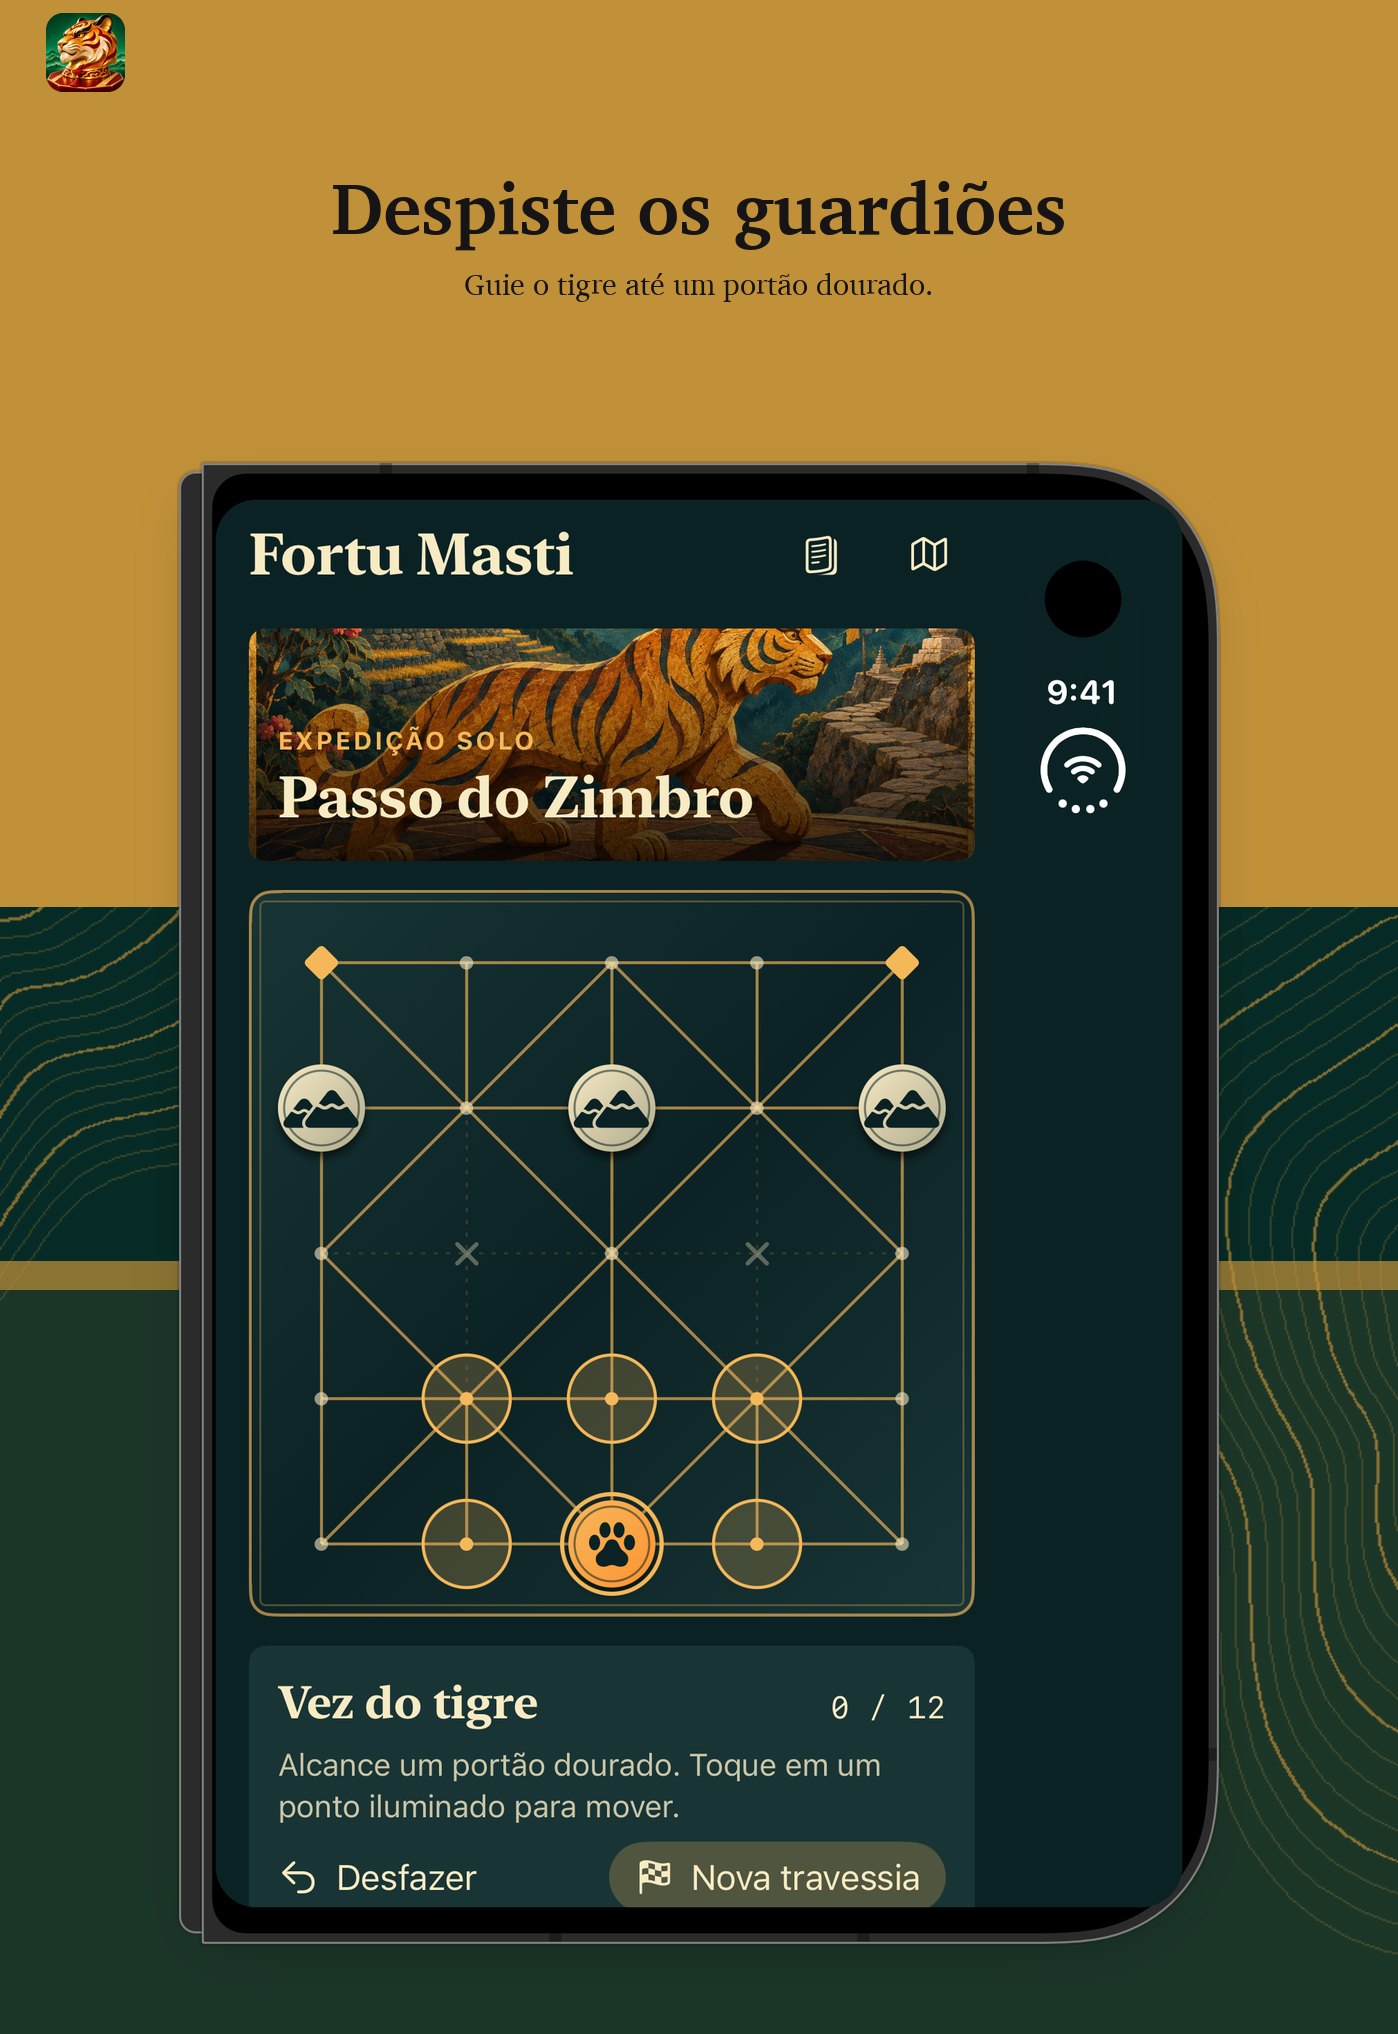 Despiste os guardiões
Guie o tigre até um portão dourado.
Fortu Masti
9:41
EXPEDIÇÃO SOLO
Passo do Zimbro
Vez do tigre
0 / 12
Alcance um portão dourado. Toque em um
ponto iluminado para mover.
Desfazer
Nova travessia